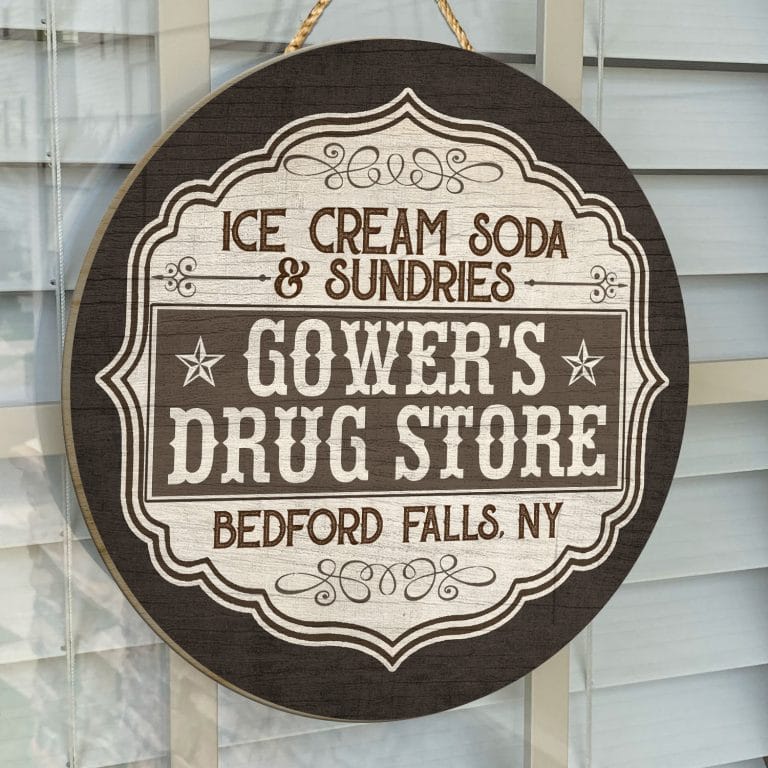 ICE CREAM SODA
& SUNDRIES
GOWER'S
DRUG STORE
BEDFORD FALLS, NY